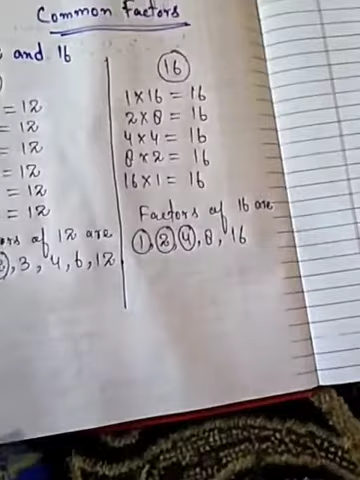 Common Factors
and 16
= 12
= 12
= 12
= 12
= 12
= 12
of 12 are
3, 4, 6, 12
16
1 × 16 = 16
2 × 8 = 16
4 × 4 = 16
8 × 2 = 16
16 × 1 = 16
Factors of 16 are
1, 2, 4, 8, 16